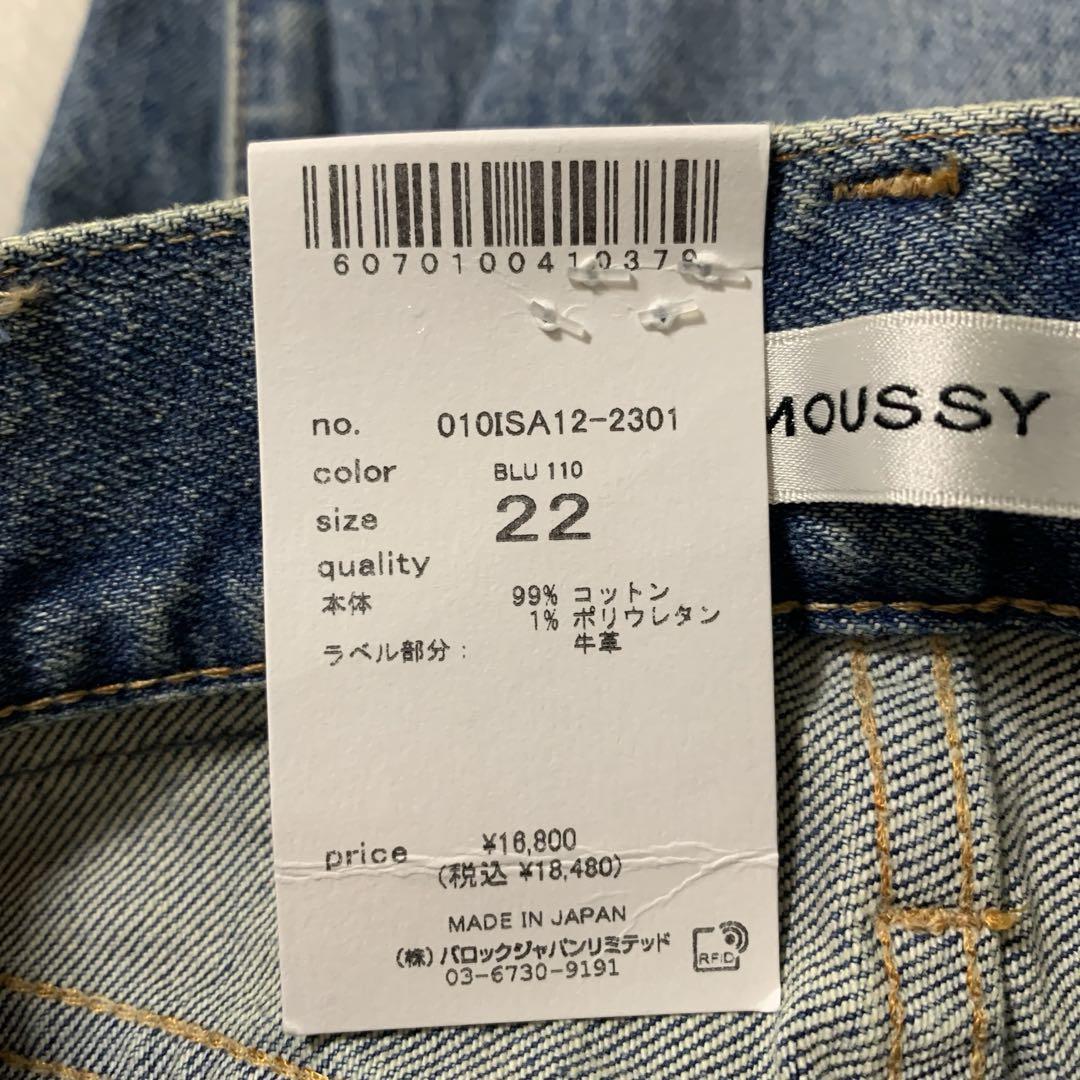 6070100410379
no. 010ISA12-2301
color BLU 110
size 22
quality
本体 99% コットン
1% ポリウレタン
ラベル部分: 牛革
price ¥16,800
(税込 ¥18,480)
MADE IN JAPAN
(株)バロックジャパンリミテッド
03-6730-9191
RFID
MOUSSY